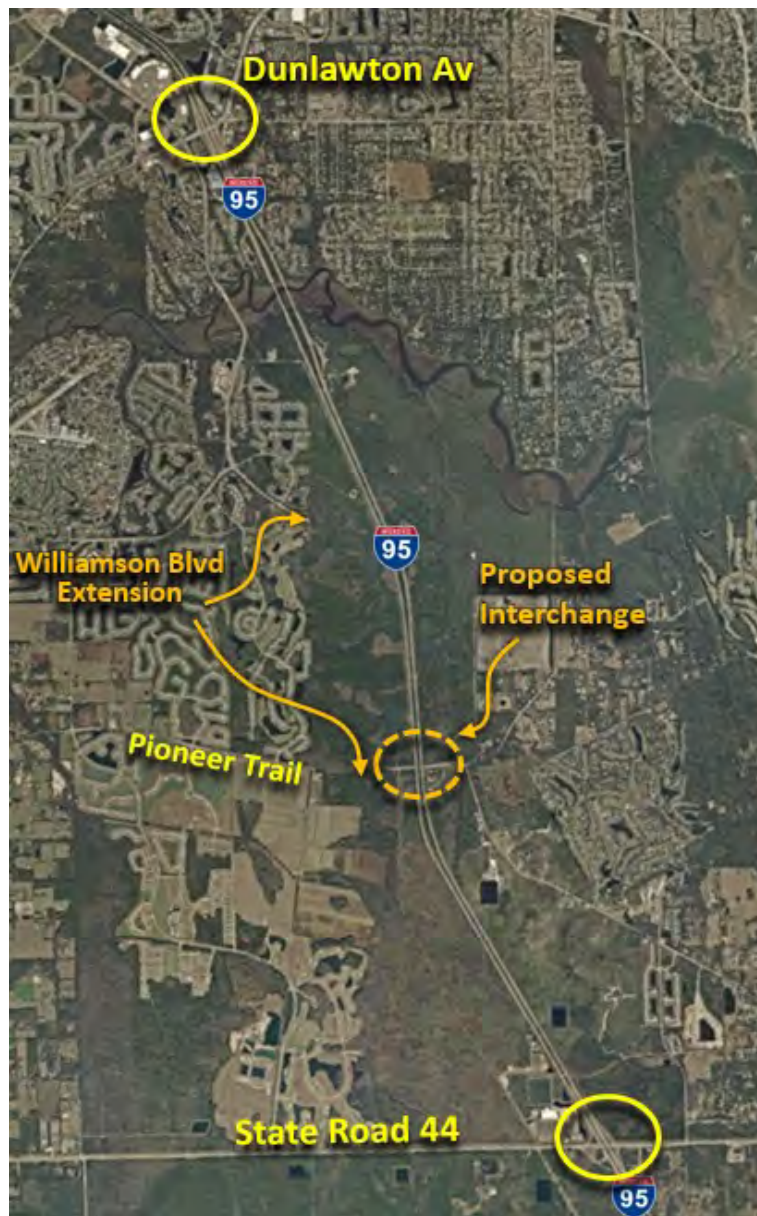 Dunlawton Av
95
95
Williamson Blvd
Extension
Proposed
Interchange
Pioneer Trail
State Road 44
95